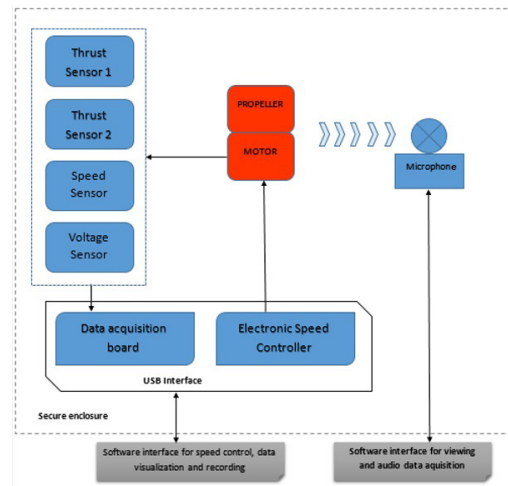 Thrust
Sensor 1
Thrust
Sensor 2
Speed
Sensor
Voltage
Sensor
PROPELLER
MOTOR
Microphone
Data acquisition
board
Electronic Speed
Controller
USB Interface
Secure enclosure
Software interface for speed control, data
visualization and recording
Software interface for viewing
and audio data aquisition